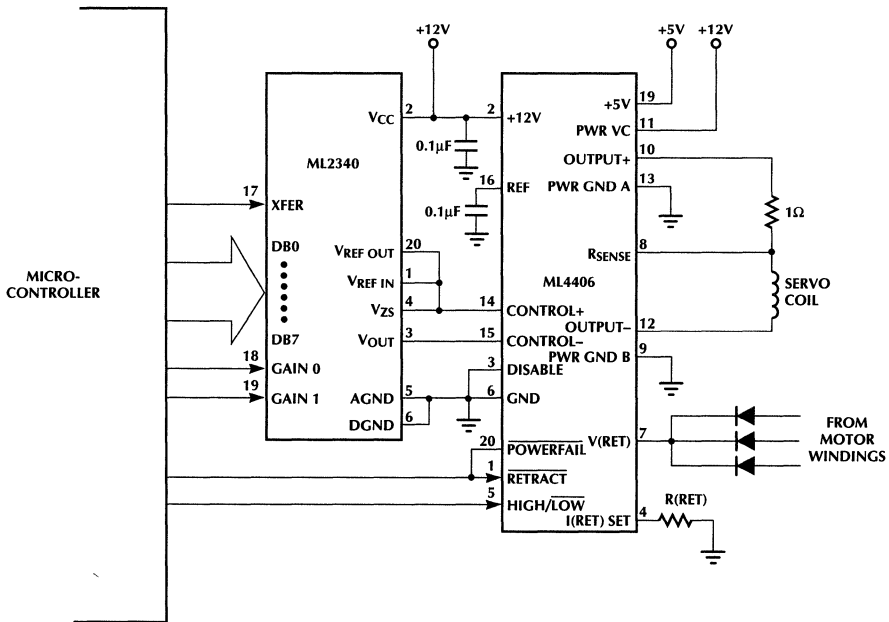 +12V
+5V
+12V
MICRO-
CONTROLLER
ML2340
VCC
2
17
XFER
DB0
DB7
18
GAIN 0
19
GAIN 1
VREF OUT
20
VREF IN
1
VZS
4
VOUT
3
AGND
5
DGND
6
0.1µF
0.1µF
ML4406
2
+12V
16
REF
14
CONTROL+
15
CONTROL–
3
DISABLE
6
GND
20
POWERFAIL
1
RETRACT
5
HIGH/LOW
+5V
19
PWR VC
11
OUTPUT+
10
PWR GND A
13
RSENSE
8
OUTPUT–
12
PWR GND B
9
V(RET)
7
I(RET) SET
4
1Ω
SERVO
COIL
FROM
MOTOR
WINDINGS
R(RET)